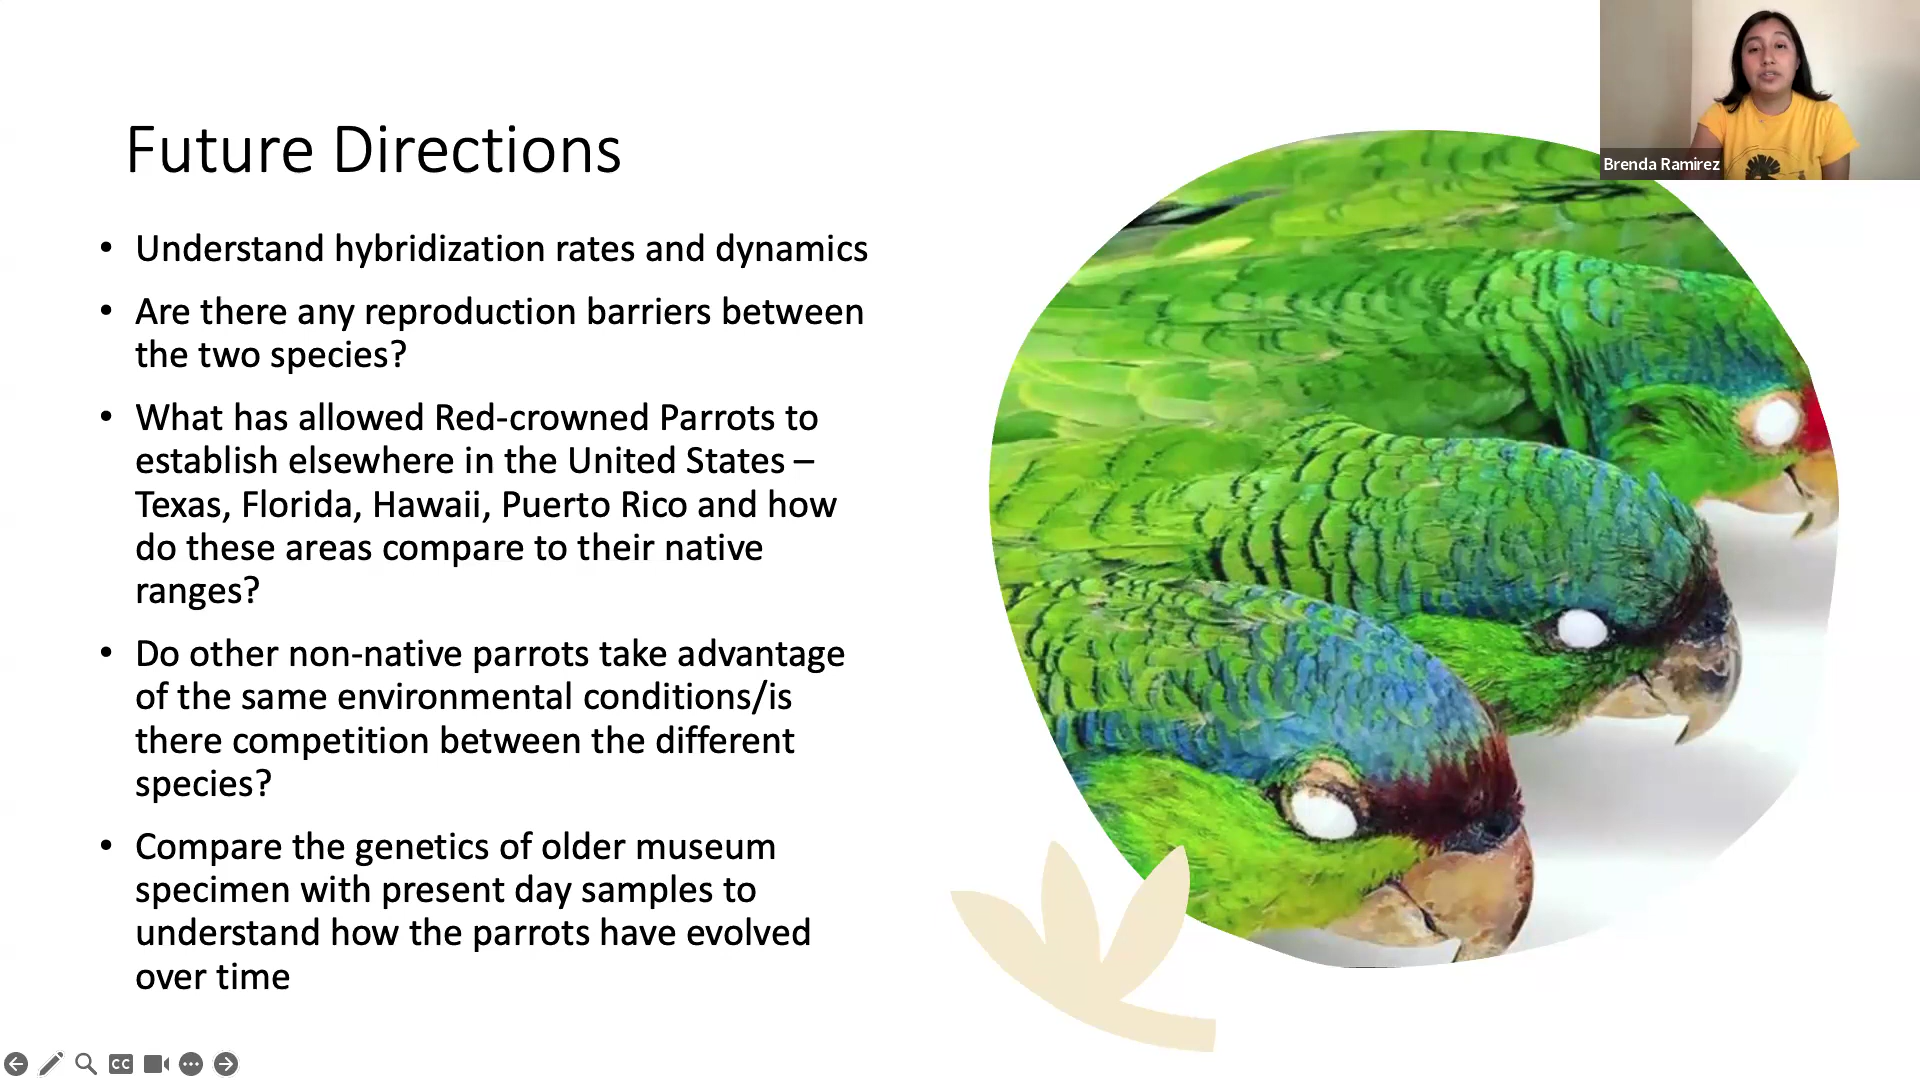 Future Directions
• Understand hybridization rates and dynamics
• Are there any reproduction barriers between
the two species?
• What has allowed Red-crowned Parrots to
establish elsewhere in the United States –
Texas, Florida, Hawaii, Puerto Rico and how
do these areas compare to their native
ranges?
• Do other non-native parrots take advantage
of the same environmental conditions/is
there competition between the different
species?
• Compare the genetics of older museum
specimen with present day samples to
understand how the parrots have evolved
over time
Brenda Ramirez
CC